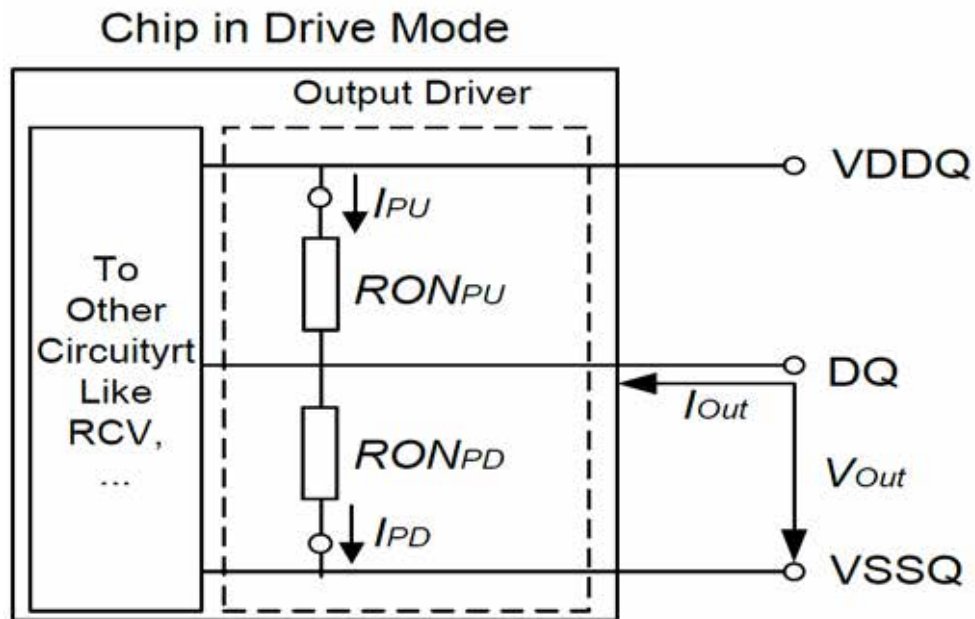 Chip in Drive Mode
Output Driver
VDDQ
IPU
To
Other
Circuityrt
Like
RCV,
...
RONPU
DQ
IOut
RONPD
VOut
IPD
VSSQ